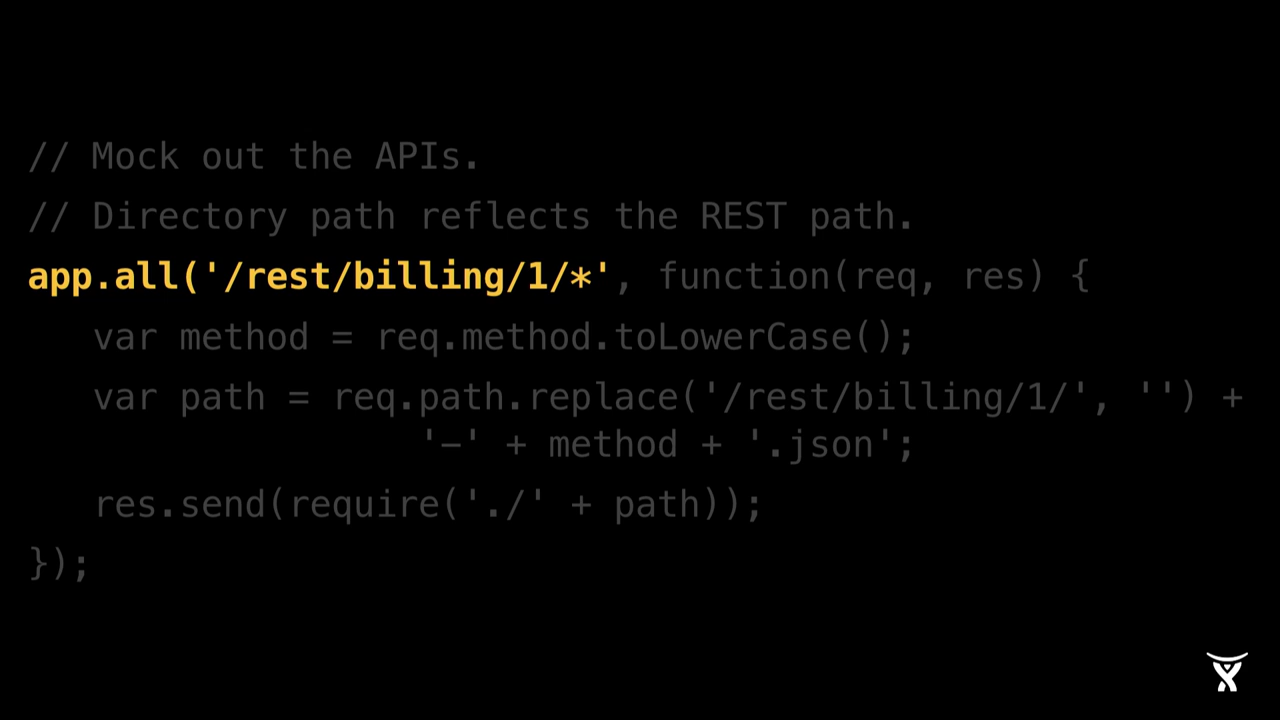 // Mock out the APIs.
// Directory path reflects the REST path.
app.all('/rest/billing/1/*', function(req, res) {
var method = req.method.toLowerCase();
var path = req.path.replace('/rest/billing/1/', '') +
'-' + method + '.json';
res.send(require('./' + path));
});